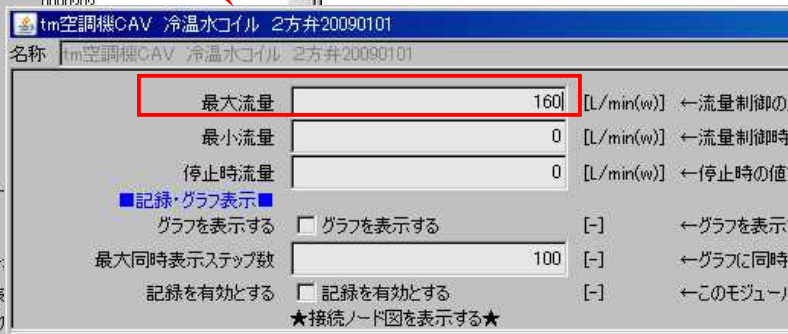 tm空調機CAV 冷温水コイル 2方弁20090101
名称 tm空調機CAV 冷温水コイル 2方弁20090101
最大流量 160 [L/min(w)] ←流量制御の
最小流量 0 [L/min(w)] ←流量制御時
停止時流量 0 [L/min(w)] ←停止時の値
■記録・グラフ表示■
グラフを表示する グラフを表示する [-] ←グラフを表示
最大同時表示ステップ数 100 [-] ←グラフに同時
記録を有効とする 記録を有効とする [-] ←このモジュール
★接続ノード図を表示する★